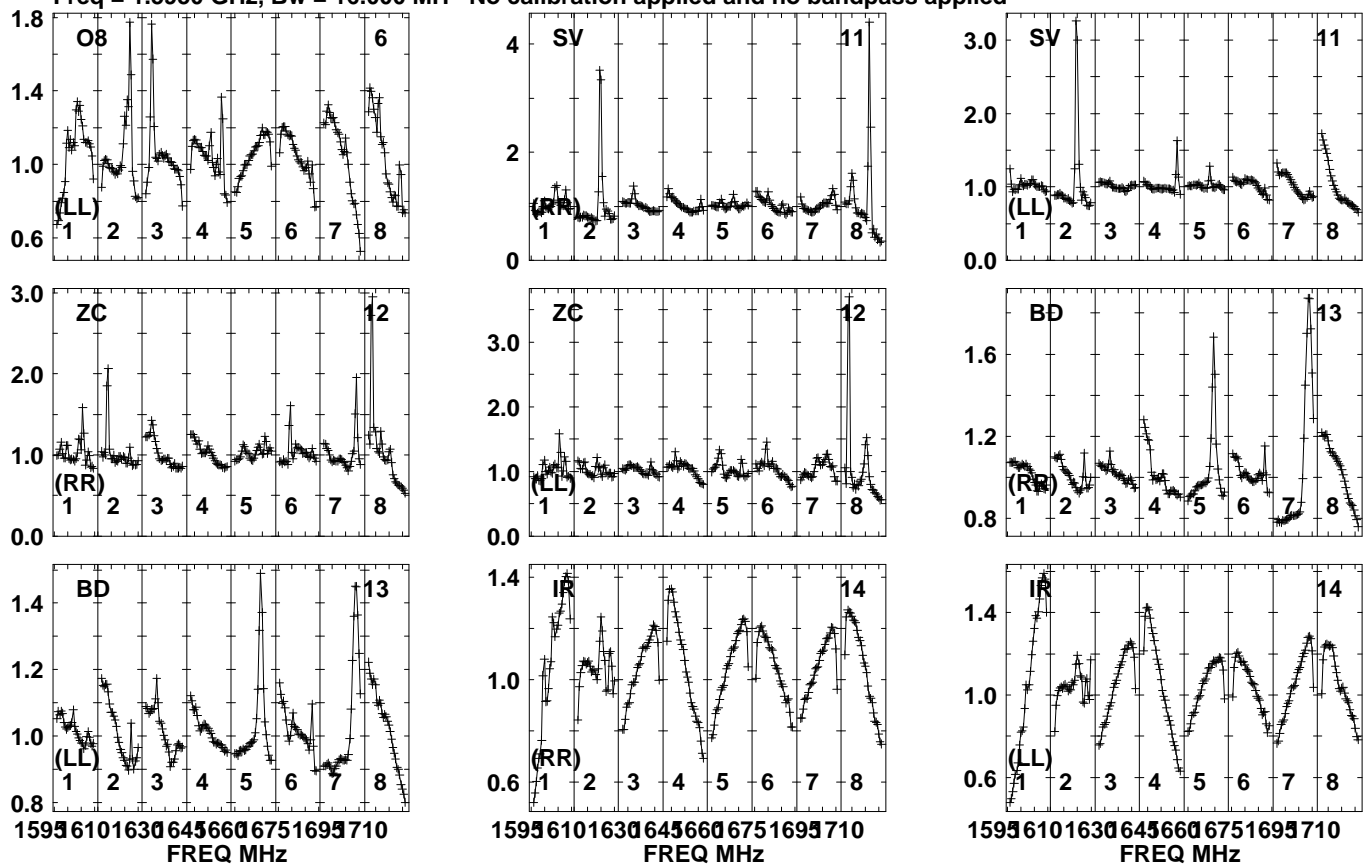 Freq = GHz, Bw = MH No calibration applied and no bandpass applied
1.8 O8 6
1.4
1.0
0.6 (LL)
1 2 3 4 5 6 7 8
4 SV 11
2
0 (RR)
1 2 3 4 5 6 7 8
3.0 SV 11
2.0
1.0
0.0 (LL)
1 2 3 4 5 6 7 8
3.0 ZC 12
2.0
1.0
0.0 (RR)
1 2 3 4 5 6 7 8
3.0 ZC 12
2.0
1.0
0.0 (LL)
1 2 3 4 5 6 7 8
1.6 BD 13
1.2
0.8 (RR)
1 2 3 4 5 6 7 8
1.4 BD 13
1.2
1.0
0.8 (LL)
1 2 3 4 5 6 7 8
1595 1610 1630 1645 1660 1675 1695 1710
FREQ MHz
1.4 IR 14
1.0
0.6 (RR)
1 2 3 4 5 6 7 8
1595 1610 1630 1645 1660 1675 1695 1710
FREQ MHz
1.4 IR 14
1.0
0.6 (LL)
1 2 3 4 5 6 7 8
1595 1610 1630 1645 1660 1675 1695 1710
FREQ MHz